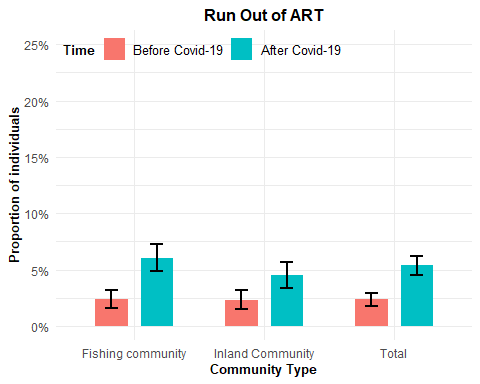 Run Out of ART
Time Before Covid-19 After Covid-19
25%
20%
15%
10%
5%
0%
Proportion of individuals
Fishing community Inland Community Total
Community Type